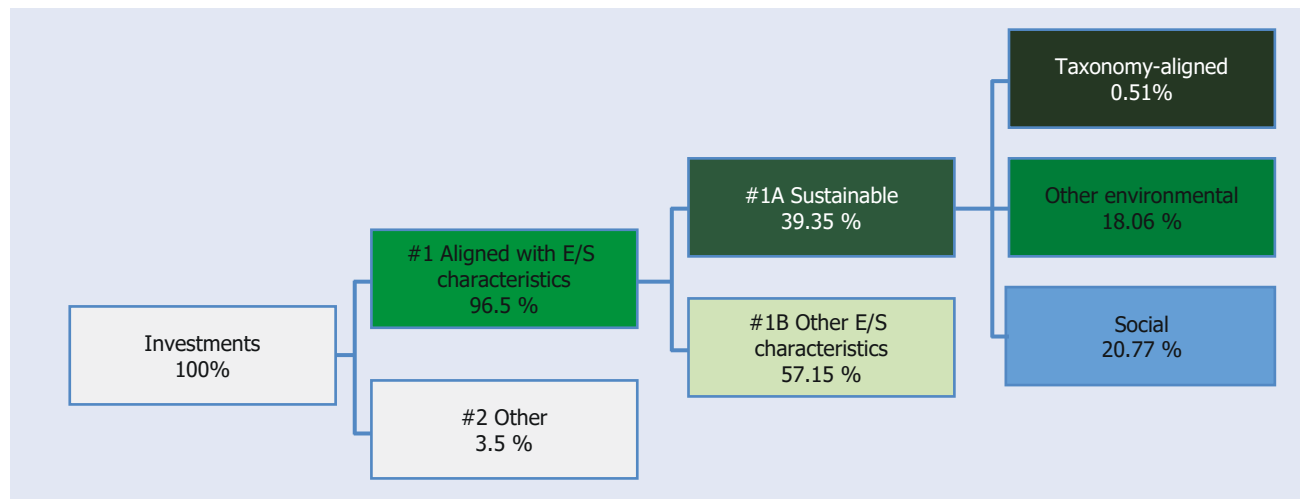 Investments
100%
#1 Aligned with E/S
characteristics
96.5 %
#2 Other
3.5 %
#1A Sustainable
39.35 %
#1B Other E/S
characteristics
57.15 %
Taxonomy-aligned
0.51%
Other environmental
18.06 %
Social
20.77 %